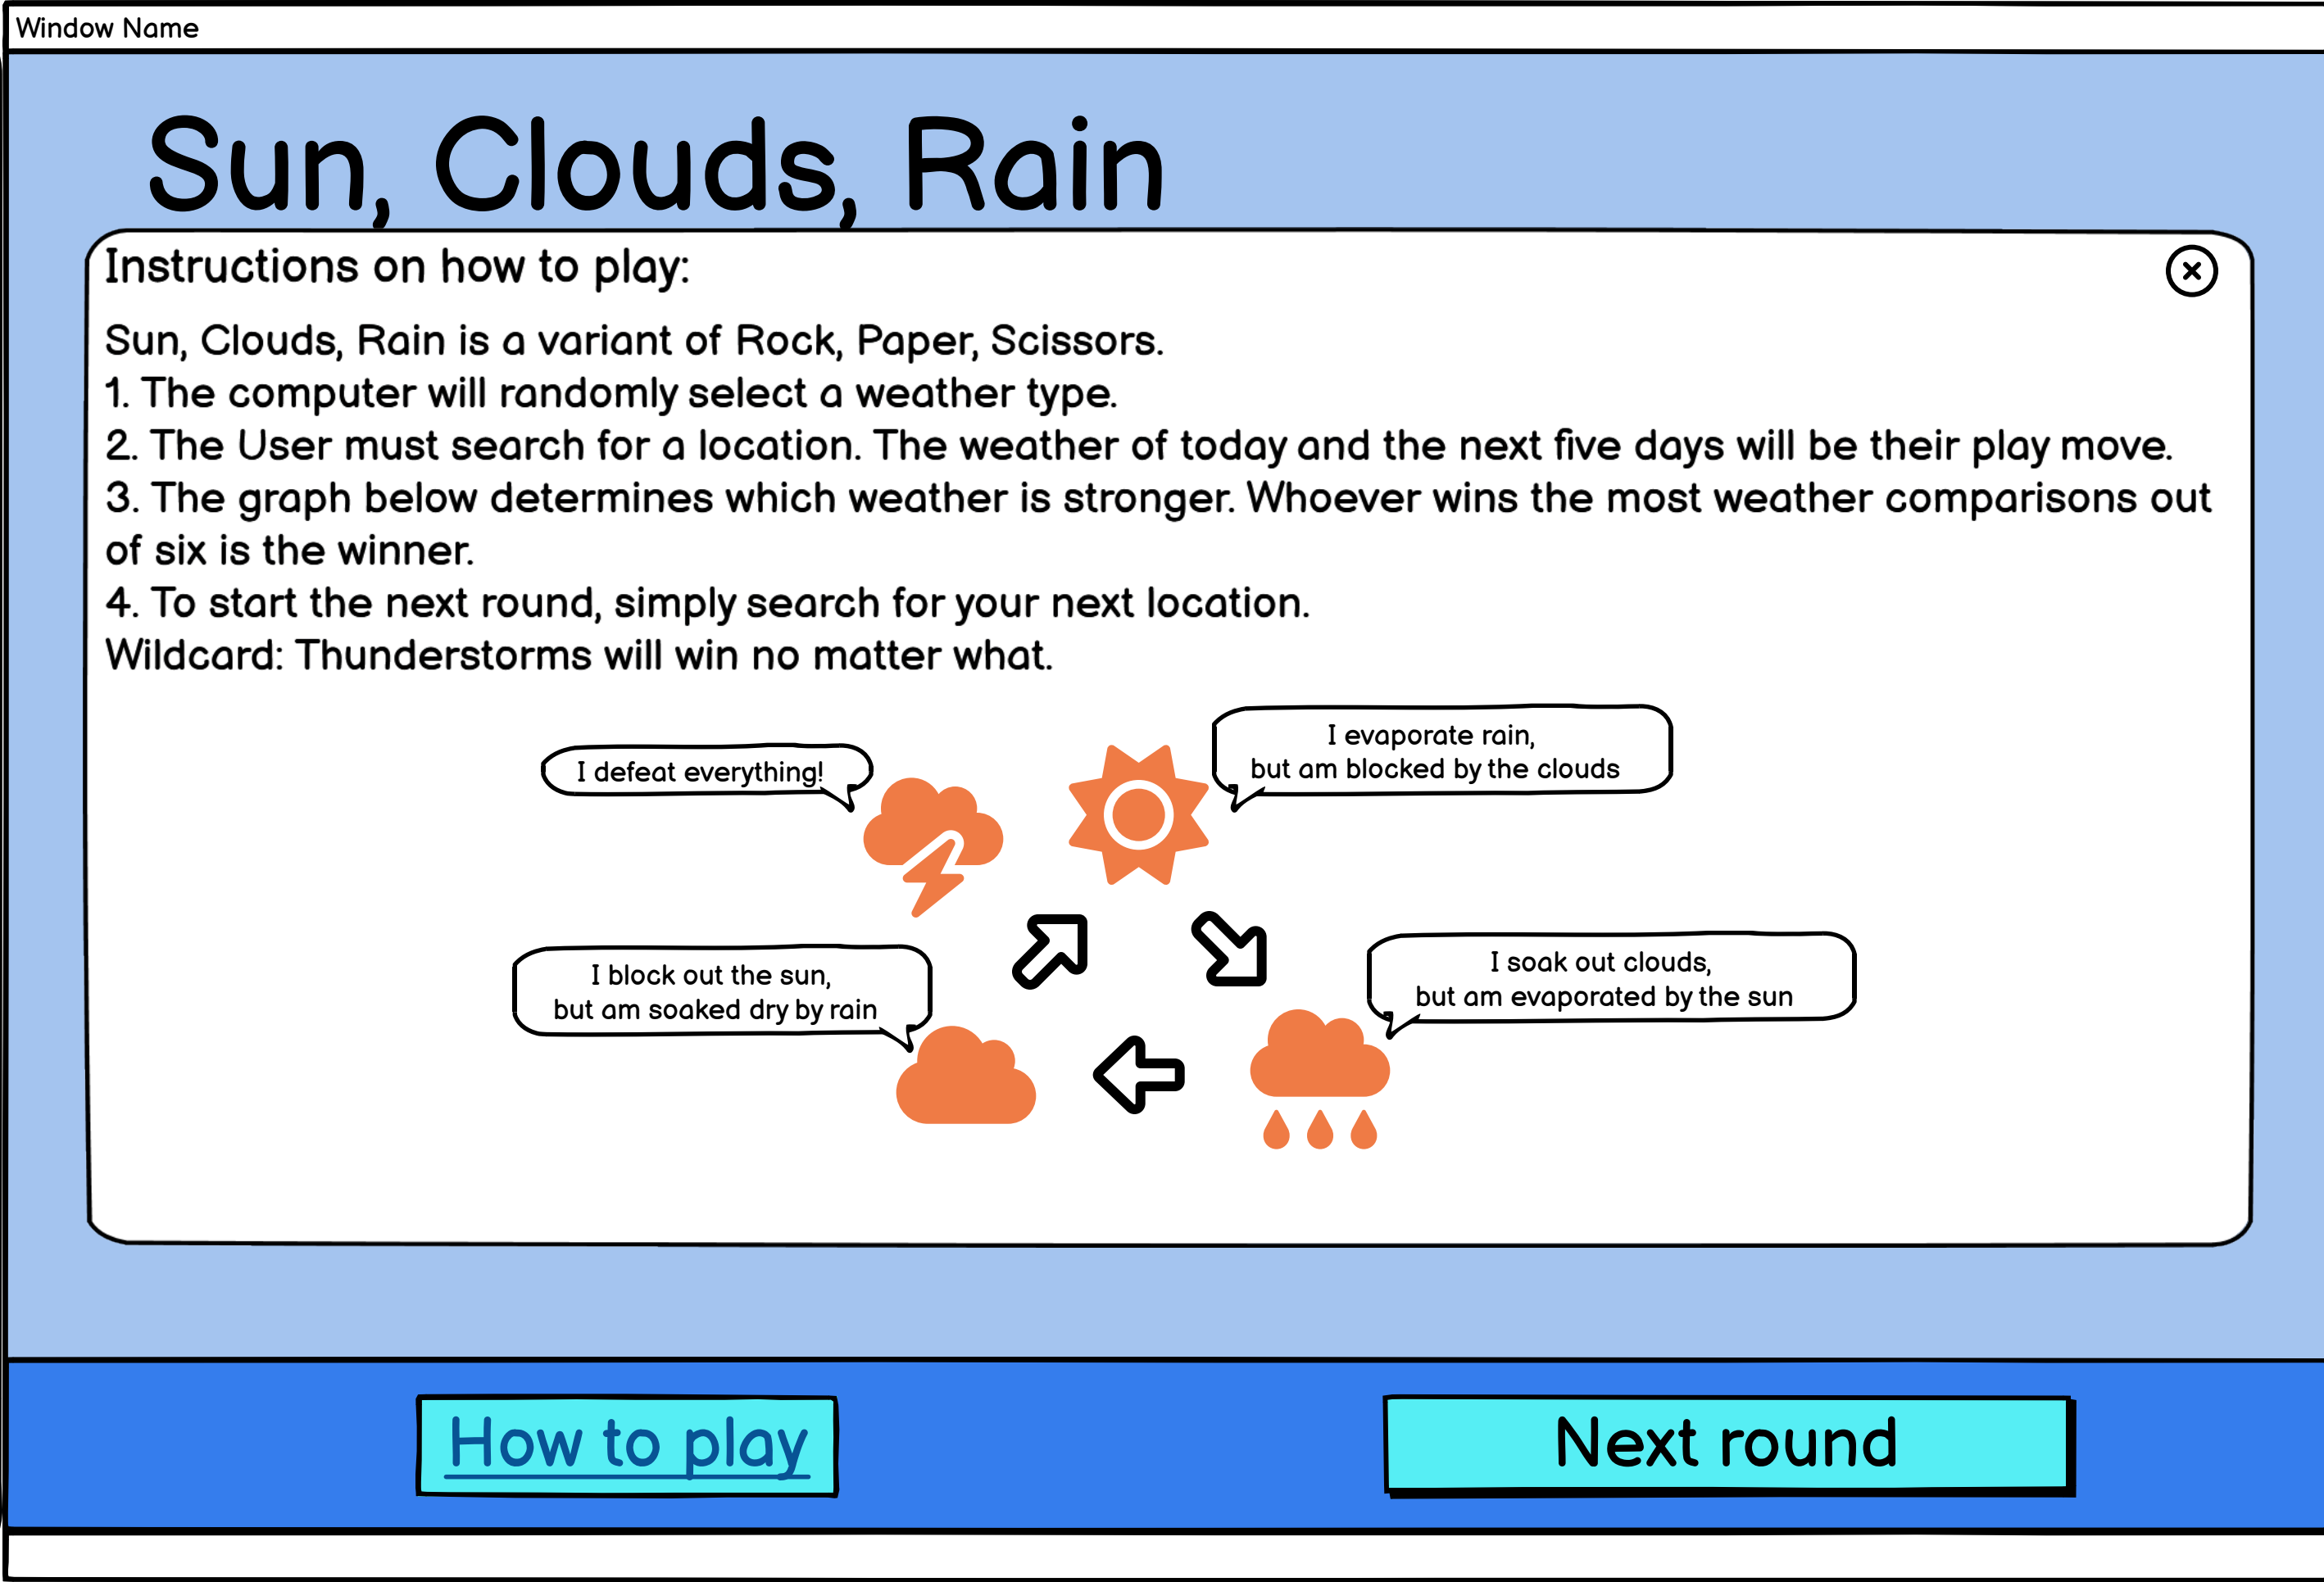 Window Name
Sun, Clouds, Rain
Instructions on how to play:
Sun, Clouds, Rain is a variant of Rock, Paper, Scissors.
1. The computer will randomly select a weather type.
2. The User must search for a location. The weather of today and the next five days will be their play move.
3. The graph below determines which weather is stronger. Whoever wins the most weather comparisons out
of six is the winner.
4. To start the next round, simply search for your next location.
Wildcard: Thunderstorms will win no matter what.
I defeat everything!
I evaporate rain,
but am blocked by the clouds
I block out the sun,
but am soaked dry by rain
I soak out clouds,
but am evaporated by the sun
How to play
Next round